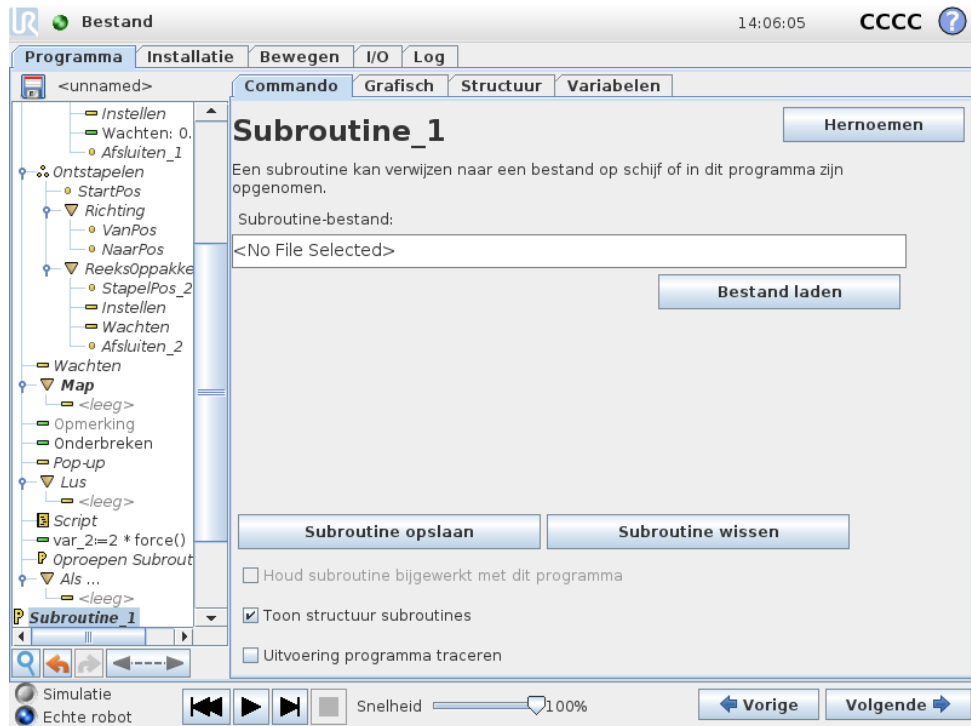 UR Bestand 14:06:05 CCCC ?
Programma Installatie Bewegen I/O Log
<unnamed> Commando Grafisch Structuur Variabelen
Instellen
Wachten: 0.
Afsluiten_1
Ontstapelen
StartPos
Richting
VanPos
NaarPos
ReeksOppakke
StapelPos_2
Instellen
Wachten
Afsluiten_2
Wachten
Map
<leeg>
Opmerking
Onderbreken
Pop-up
Lus
<leeg>
Script
var_2:=2 * force()
Oproepen Subrout
Als ...
<leeg>
Subroutine_1
Subroutine_1 Hernoemen
Een subroutine kan verwijzen naar een bestand op schijf of in dit programma zijn
opgenomen.
Subroutine-bestand:
<No File Selected>
Bestand laden
Subroutine opslaan Subroutine wissen
Houd subroutine bijgewerkt met dit programma
Toon structuur subroutines
Uitvoering programma traceren
Simulatie
Echte robot
Snelheid 100% Vorige Volgende